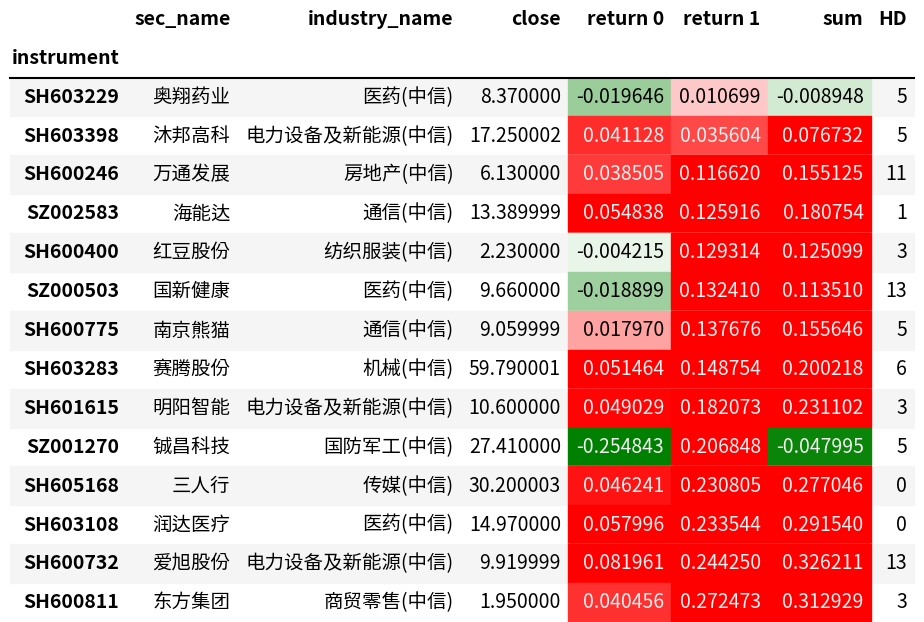 sec_name industry_name close return 0 return 1 sum HD
instrument
SH603229 奥翔药业 医药(中信) 8.370000 -0.019646 0.010699 -0.008948 5
SH603398 沐邦高科 电力设备及新能源(中信) 17.250002 0.041128 0.035604 0.076732 5
SH600246 万通发展 房地产(中信) 6.130000 0.038505 0.116620 0.155125 11
SZ002583 海能达 通信(中信) 13.389999 0.054838 0.125916 0.180754 1
SH600400 红豆股份 纺织服装(中信) 2.230000 -0.004215 0.129314 0.125099 3
SZ000503 国新健康 医药(中信) 9.660000 -0.018899 0.132410 0.113510 13
SH600775 南京熊猫 通信(中信) 9.059999 0.017970 0.137676 0.155646 5
SH603283 赛腾股份 机械(中信) 59.790001 0.051464 0.148754 0.200218 6
SH601615 明阳智能 电力设备及新能源(中信) 10.600000 0.049029 0.182073 0.231102 3
SZ001270 铖昌科技 国防军工(中信) 27.410000 -0.254843 0.206848 -0.047995 5
SH605168 三人行 传媒(中信) 30.200003 0.046241 0.230805 0.277046 0
SH603108 润达医疗 医药(中信) 14.970000 0.057996 0.233544 0.291540 0
SH600732 爱旭股份 电力设备及新能源(中信) 9.919999 0.081961 0.244250 0.326211 13
SH600811 东方集团 商贸零售(中信) 1.950000 0.040456 0.272473 0.312929 3